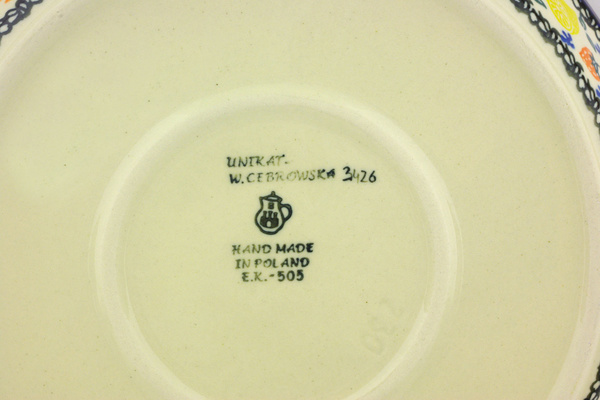 UNIKAT-
W. CEBROWSKA 3426
HAND MADE
IN POLAND
E.K.-505